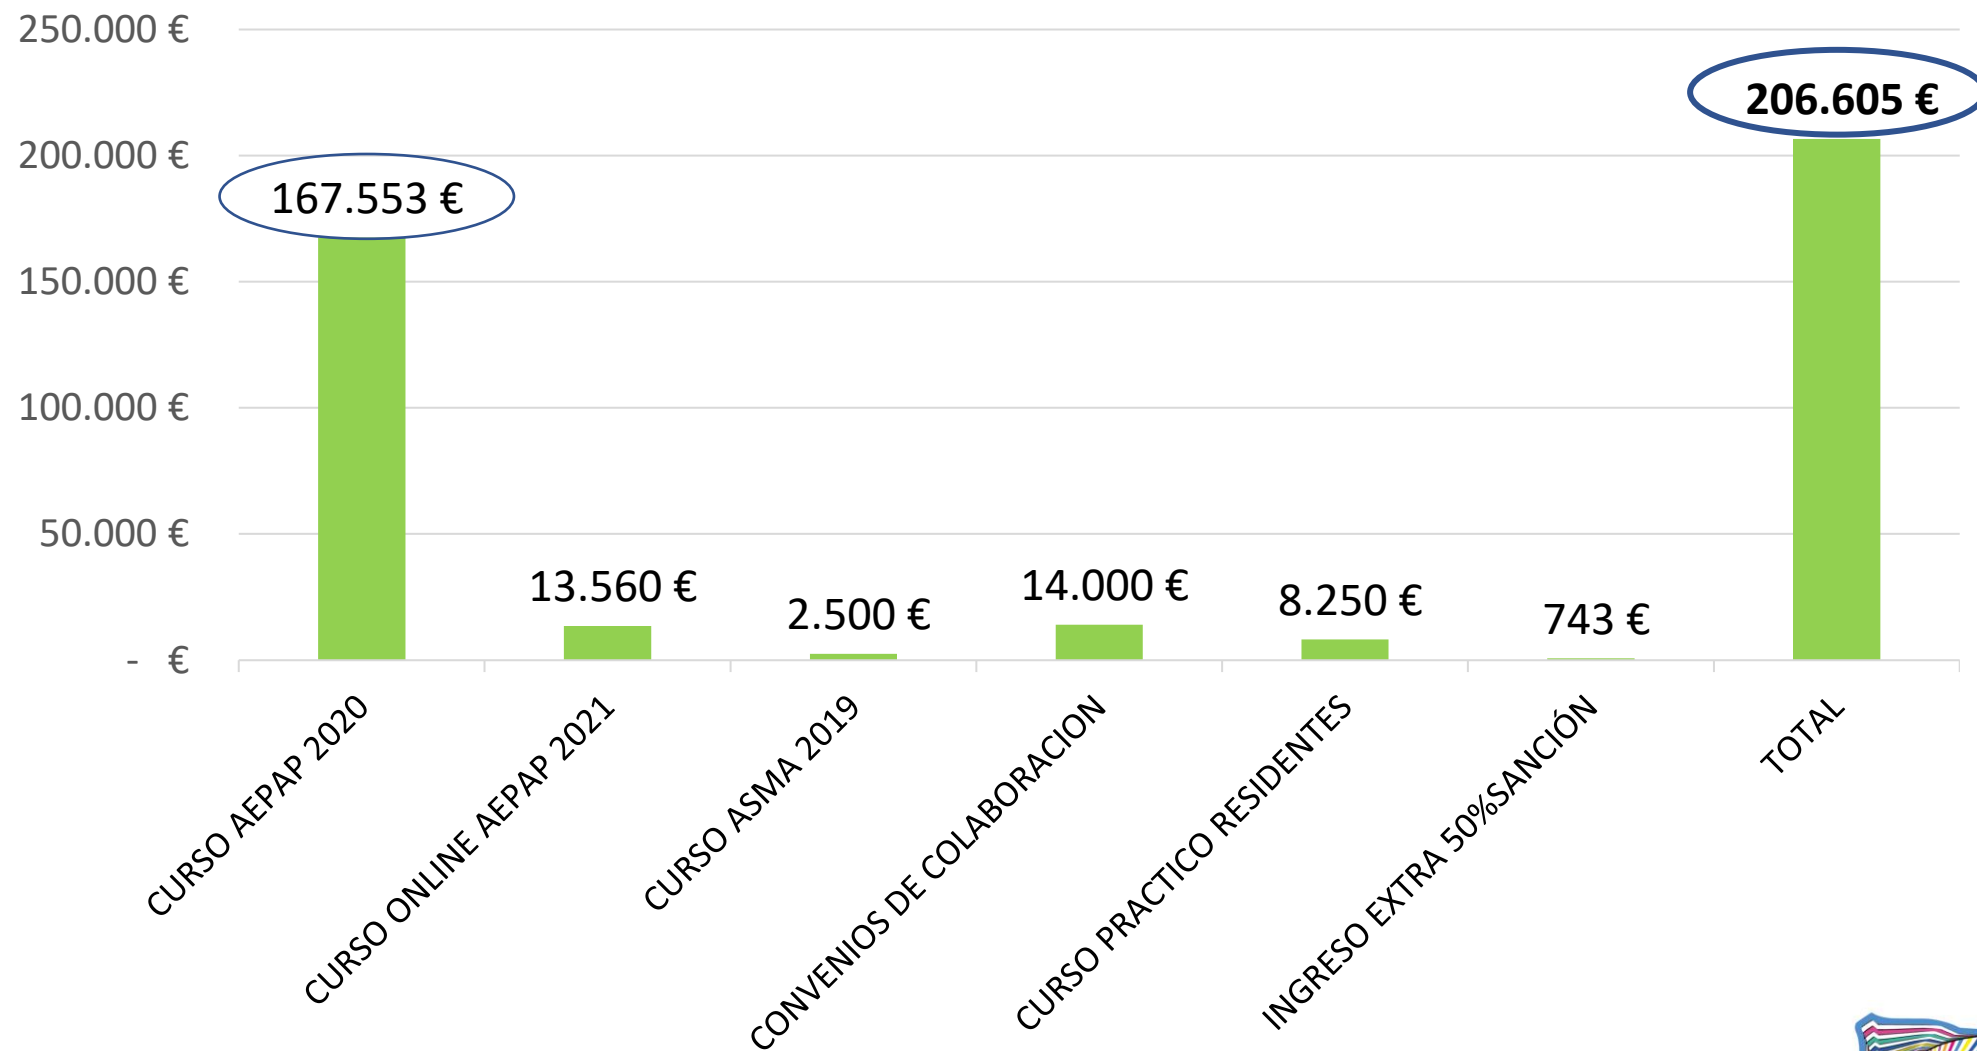 250.000 €
200.000 €
150.000 €
100.000 €
50.000 €
- €
167.553 €
13.560 €
2.500 €
14.000 €
8.250 €
743 €
206.605 €
CURSO AEPAP 2020
CURSO ONLINE AEPAP 2021
CURSO ASMA 2019
CONVENIOS DE COLABORACION
CURSO PRACTICO RESIDENTES
INGRESO EXTRA 50%SANCIÓN
TOTAL